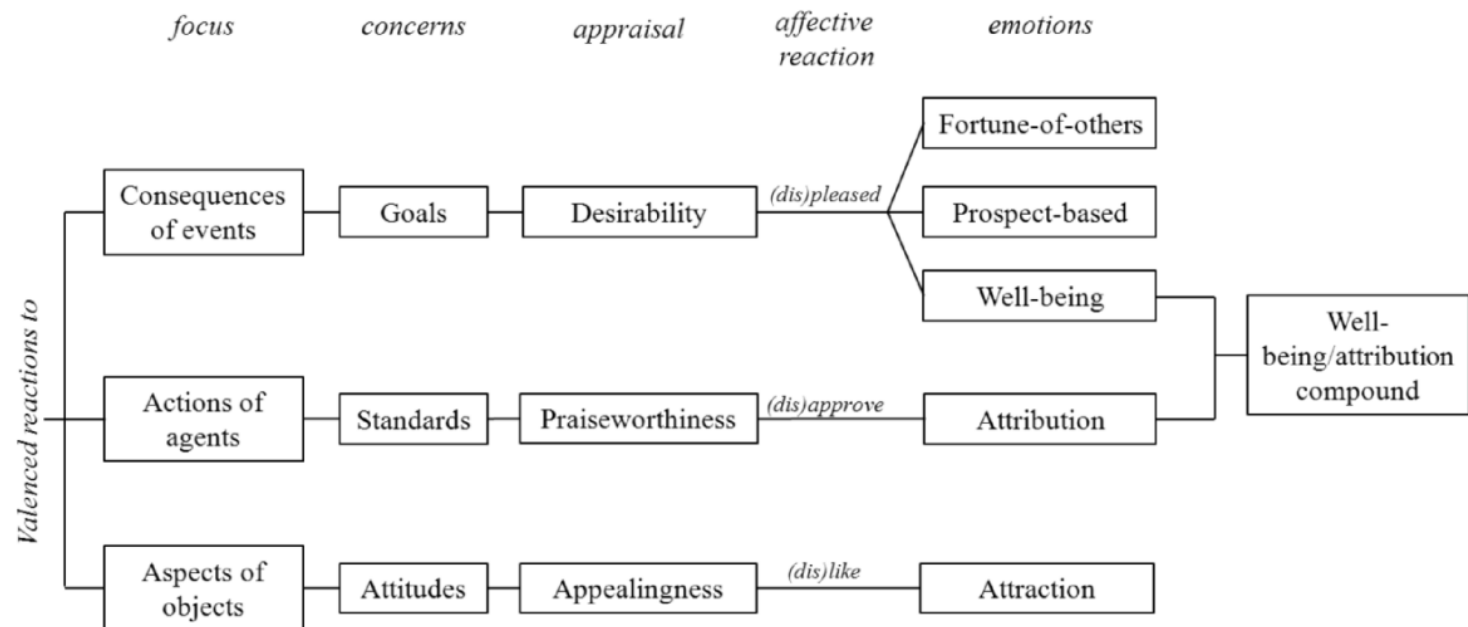 focus
concerns
appraisal
affective
reaction
emotions
Fortune-of-others
Consequences
of events
Goals
Desirability
(dis)pleased
Prospect-based
Well-being
Well-
being/attribution
compound
Valenced reactions to
Actions of
agents
Standards
Praiseworthiness
(dis)approve
Attribution
Aspects of
objects
Attitudes
Appealingness
(dis)like
Attraction